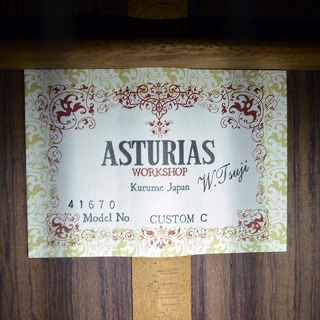 ASTURIAS
WORKSHOP
Kurume Japan
W. Tsuji
41670
Model No CUSTOM C